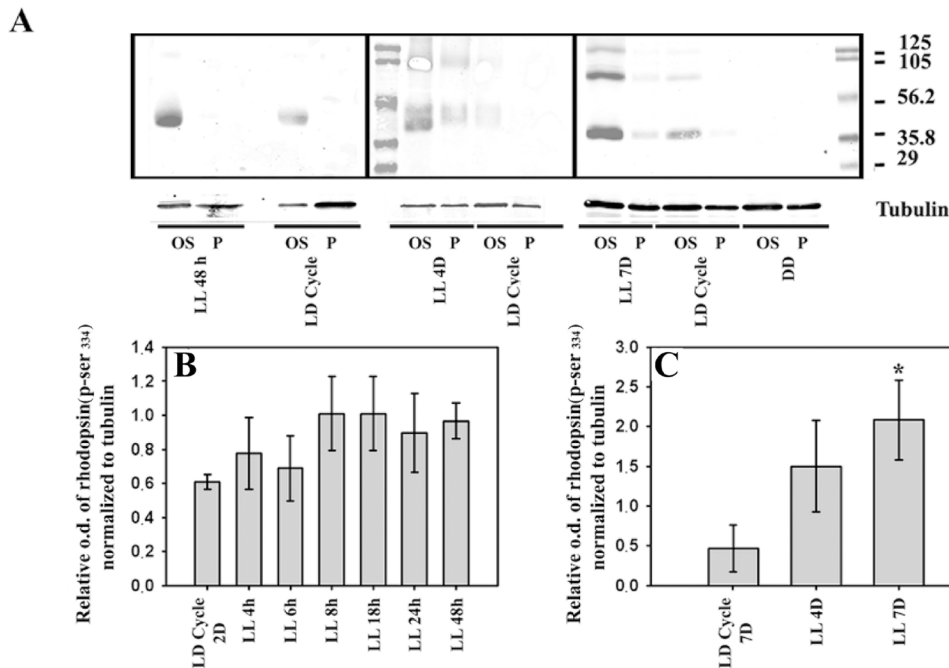 A
125
105
56.2
35.8
29
Tubulin
OS P OS P OS P OS P OS P OS P OS P
LL 48 h
LD Cycle
LL 4D
LD Cycle
LL 7D
LD Cycle
DD
B
Relative o.d. of rhodopsin(p-ser 334)
normalized to tubulin
1.4
1.2
1.0
0.8
0.6
0.4
0.2
0.0
LD Cycle
2D
LL 4h
LL 6h
LL 8h
LL 18h
LL 24h
LL 48h
C
Relative o.d. of rhodopsin(p-ser 334)
normalized to tubulin
3.0
2.5
2.0
1.5
1.0
0.5
0.0
*
LD Cycle
7D
LL 4D
LL 7D